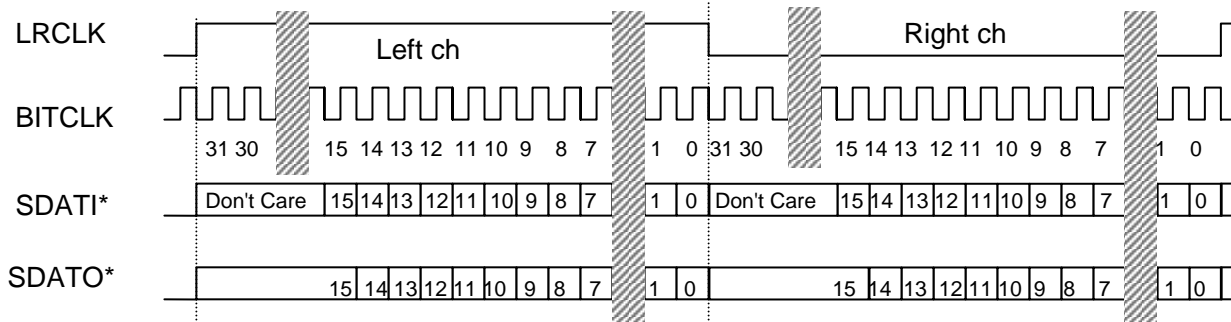 LRCLK Left ch Right ch
BITCLK
31 30 15 14 13 12 11 10 9 8 7 1 0 31 30 15 14 13 12 11 10 9 8 7 1 0
SDATI* Don't Care 15 14 13 12 11 10 9 8 7 1 0 Don't Care 15 14 13 12 11 10 9 8 7 1 0
SDATO* 15 14 13 12 11 10 9 8 7 1 0 15 14 13 12 11 10 9 8 7 1 0